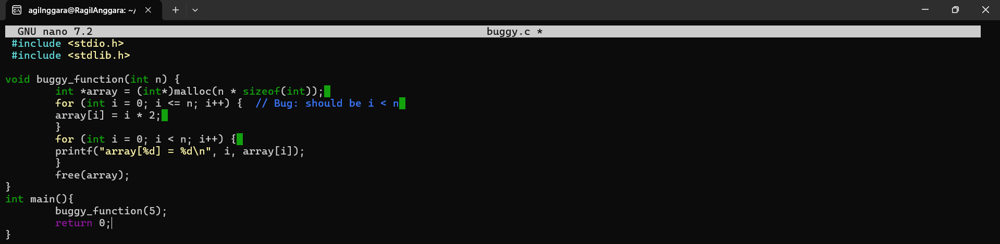 agilnggara@RagilAnggara: ~/
GNU nano 7.2 buggy.c *
#include <stdio.h>
#include <stdlib.h>
void buggy_function(int n) {
int *array = (int*)malloc(n * sizeof(int));
for (int i = 0; i <= n; i++) {  // Bug: should be i < n
array[i] = i * 2;
}
for (int i = 0; i < n; i++) {
printf("array[%d] = %d\n", i, array[i]);
}
free(array);
}
int main(){
buggy_function(5);
return 0;
}